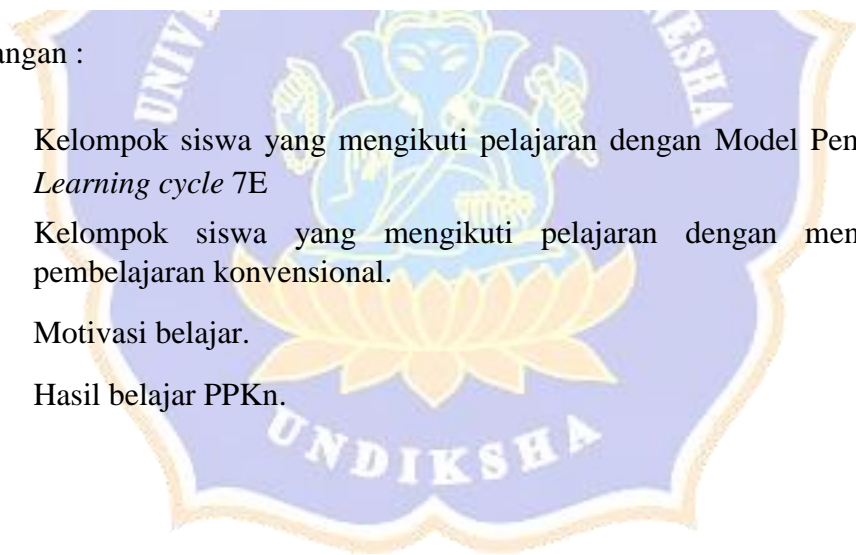 angan :
Kelompok siswa yang mengikuti pelajaran dengan Model Pem
Learning cycle 7E
Kelompok siswa yang mengikuti pelajaran dengan men
pembelajaran konvensional.
Motivasi belajar.
Hasil belajar PPKn.
UNDIKSHA